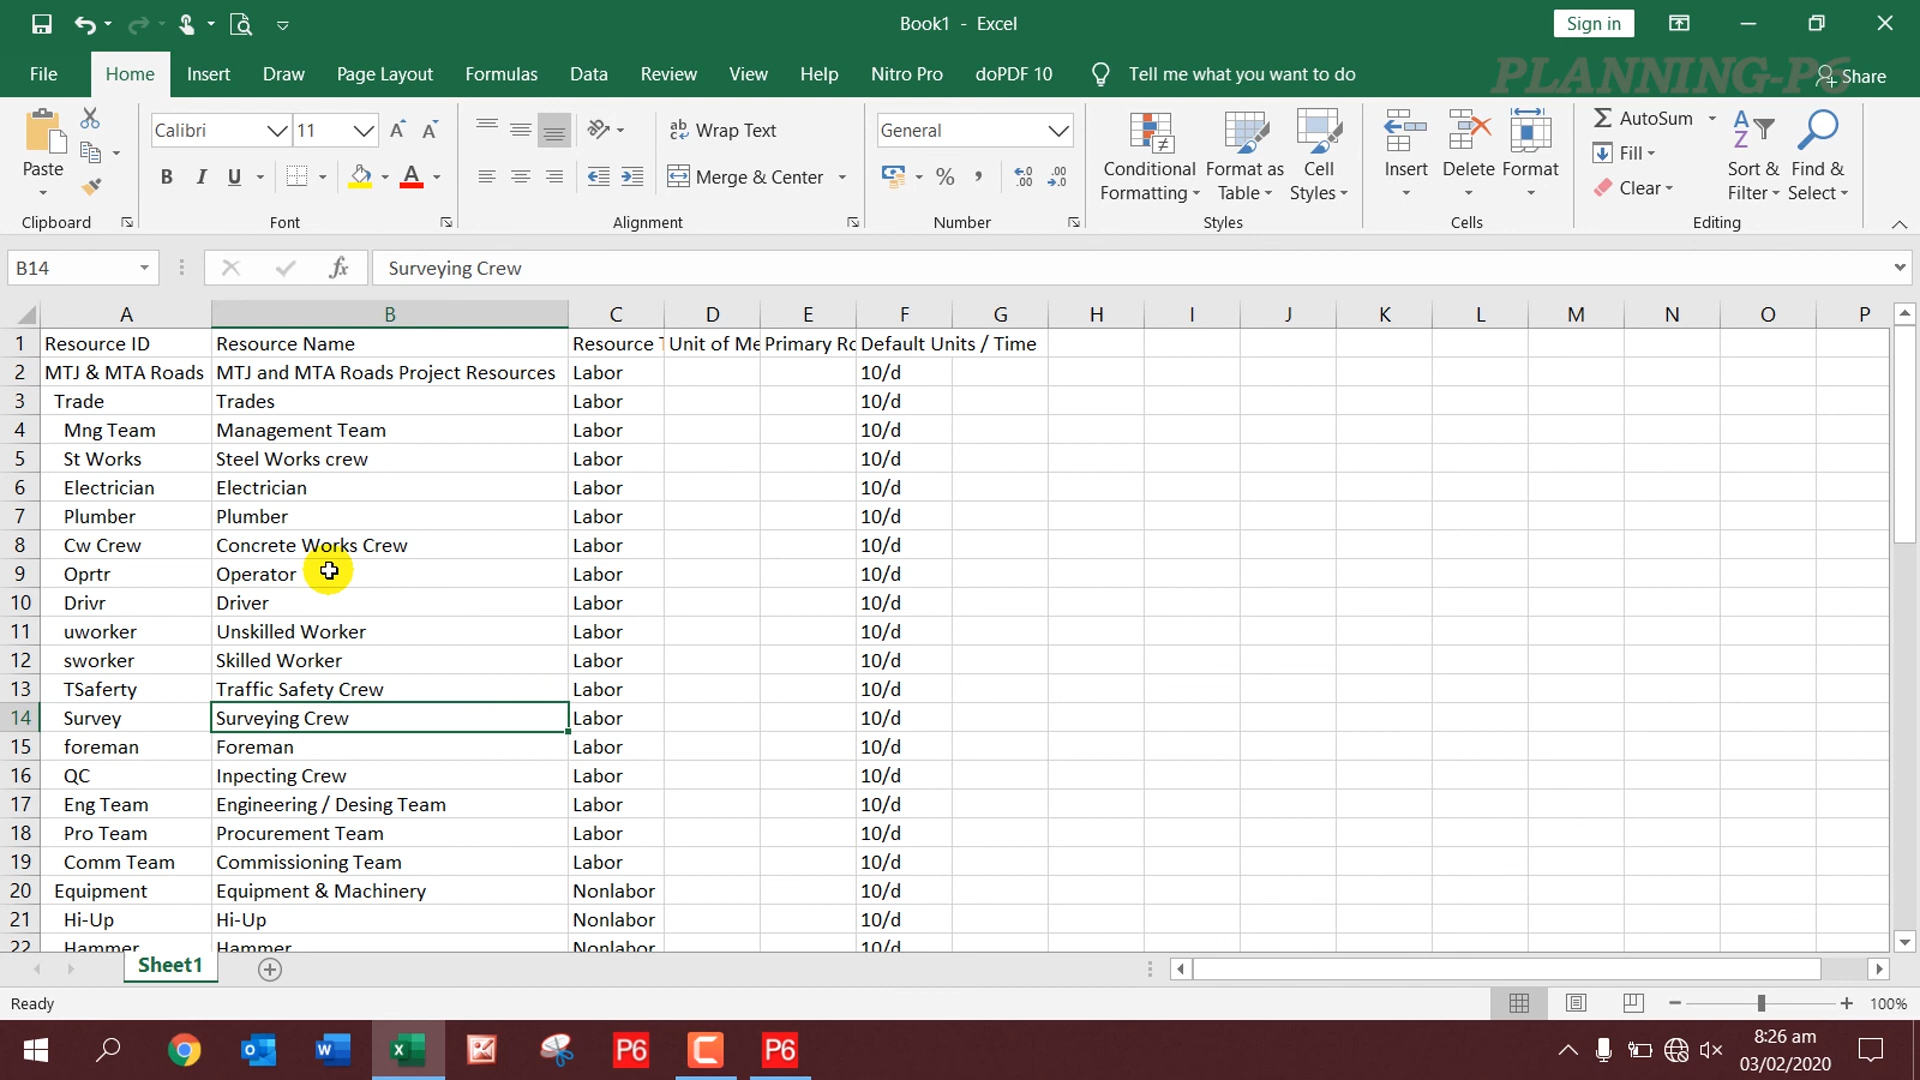 Book1 - Excel
Sign in
File Home Insert Draw Page Layout Formulas Data Review View Help Nitro Pro doPDF 10 Tell me what you want to do
PLANNING-P6
Share
Paste
Clipboard
Calibri 11
B I U A
Font
Wrap Text
Merge & Center
Alignment
General
%
Number
Conditional Formatting
Format as Table
Cell Styles
Styles
Insert
Delete
Format
Cells
AutoSum
Fill
Clear
Sort & Filter
Find & Select
Editing
B14 fx Surveying Crew
A B C D E F G H I J K L M N O P
1 Resource ID Resource Name Resource T Unit of Me Primary Ro Default Units / Time
2 MTJ & MTA Roads MTJ and MTA Roads Project Resources Labor 10/d
3 Trade Trades Labor 10/d
4 Mng Team Management Team Labor 10/d
5 St Works Steel Works crew Labor 10/d
6 Electrician Electrician Labor 10/d
7 Plumber Plumber Labor 10/d
8 Cw Crew Concrete Works Crew Labor 10/d
9 Oprtr Operator Labor 10/d
10 Drivr Driver Labor 10/d
11 uworker Unskilled Worker Labor 10/d
12 sworker Skilled Worker Labor 10/d
13 TSaferty Traffic Safety Crew Labor 10/d
14 Survey Surveying Crew Labor 10/d
15 foreman Foreman Labor 10/d
16 QC Inpecting Crew Labor 10/d
17 Eng Team Engineering / Desing Team Labor 10/d
18 Pro Team Procurement Team Labor 10/d
19 Comm Team Commissioning Team Labor 10/d
20 Equipment Equipment & Machinery Nonlabor 10/d
21 Hi-Up Hi-Up Nonlabor 10/d
22 Hammer Hammer Nonlabor 10/d
Sheet1
Ready
100%
P6 P6
8:26 am
03/02/2020